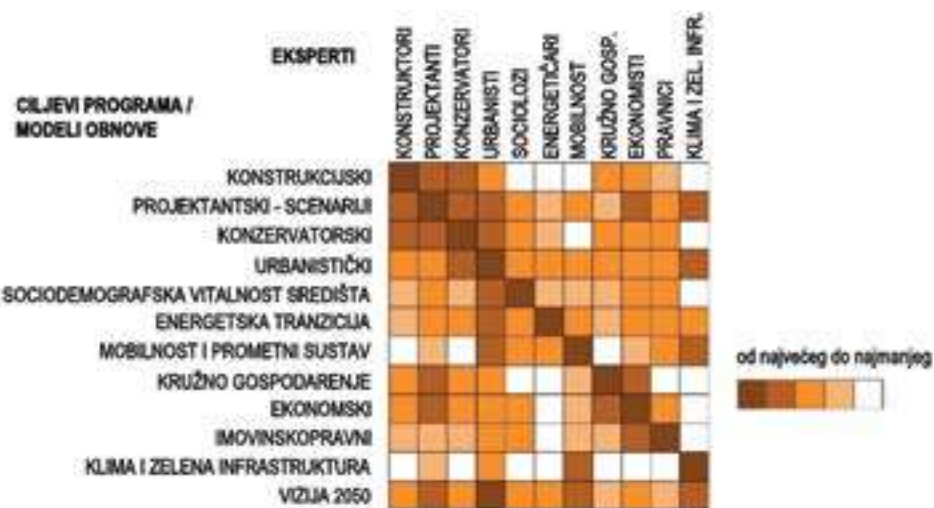 EKSPERTI
CILJEVI PROGRAMA /
MODELI OBNOVE
KONSTRUKTORI
PROJEKTANTI
KONZERVATORI
URBANISTI
SOCIOLOZI
ENERGETIČARI
MOBILNOST
KRUŽNO GOSP.
EKONOMISTI
PRAVNICI
KLIMA I ZEL. INFR.
KONSTRUKCIJSKI
PROJEKTANTSKI - SCENARIJI
KONZERVATORSKI
URBANISTIČKI
SOCIODEMOGRAFSKA VITALNOST SREDIŠTA
ENERGETSKA TRANZICIJA
MOBILNOST I PROMETNI SUSTAV
KRUŽNO GOSPODARENJE
EKONOMSKI
IMOVINSKOPRAVNI
KLIMA I ZELENA INFRASTRUKTURA
VIZIJA 2050
od najvećeg do najmanjeg